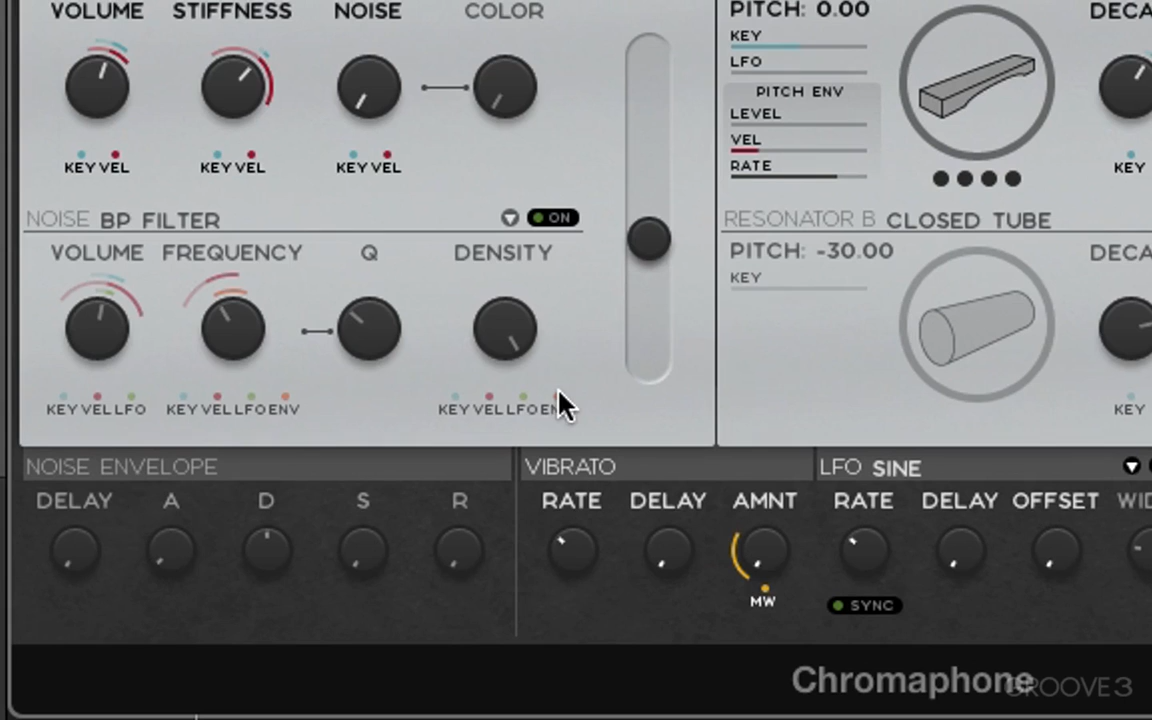 VOLUME STIFFNESS NOISE COLOR
KEY VEL KEY VEL KEY VEL
NOISE BP FILTER ON
VOLUME FREQUENCY Q DENSITY
KEY VEL LFO KEY VEL LFO ENV KEY VEL LFO
PITCH: 0.00
KEY
LFO
PITCH ENV
LEVEL
VEL
RATE
KEY
RESONATOR B CLOSED TUBE
PITCH: -30.00
KEY
KEY
NOISE ENVELOPE VIBRATO LFO SINE
DELAY A D S R RATE DELAY AMNT RATE DELAY OFFSET
MW SYNC
Chromaphone
GROOVE3